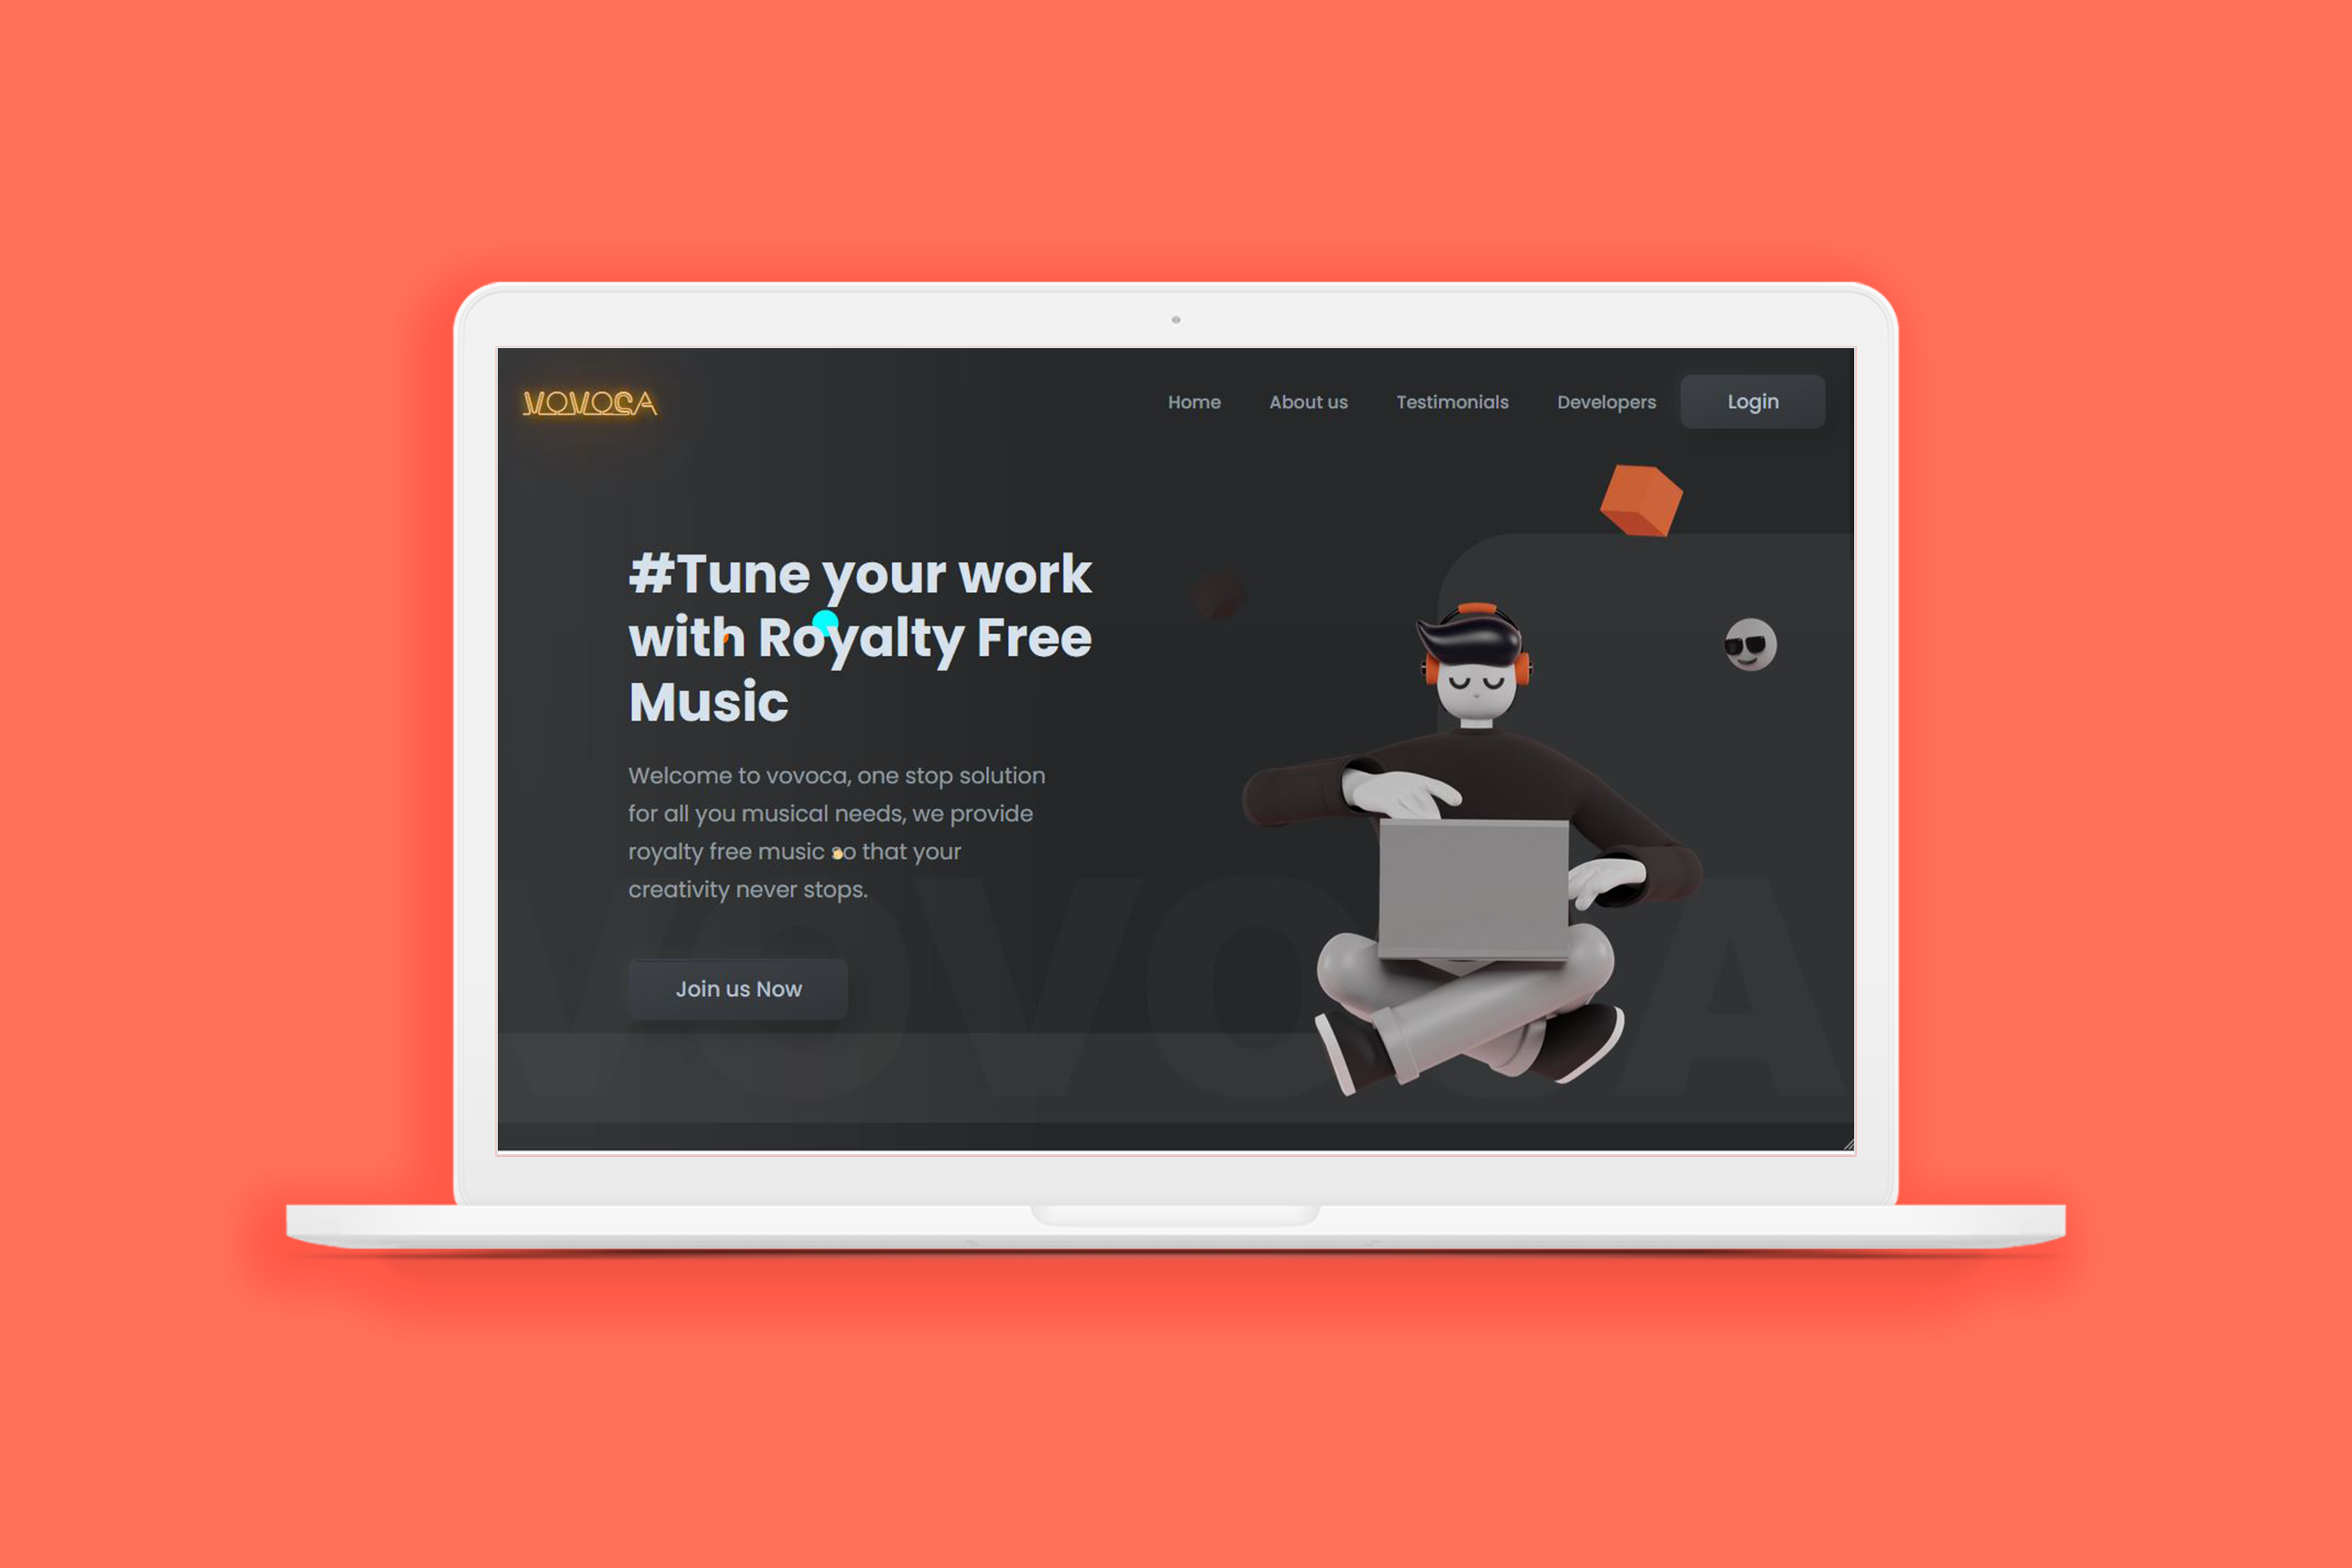 VOVOCA
Home About us Testimonials Developers Login
#Tune your work
with Royalty Free
Music
Welcome to vovoca, one stop solution
for all you musical needs, we provide
royalty free music so that your
creativity never stops.
Join us Now
VOVOCA